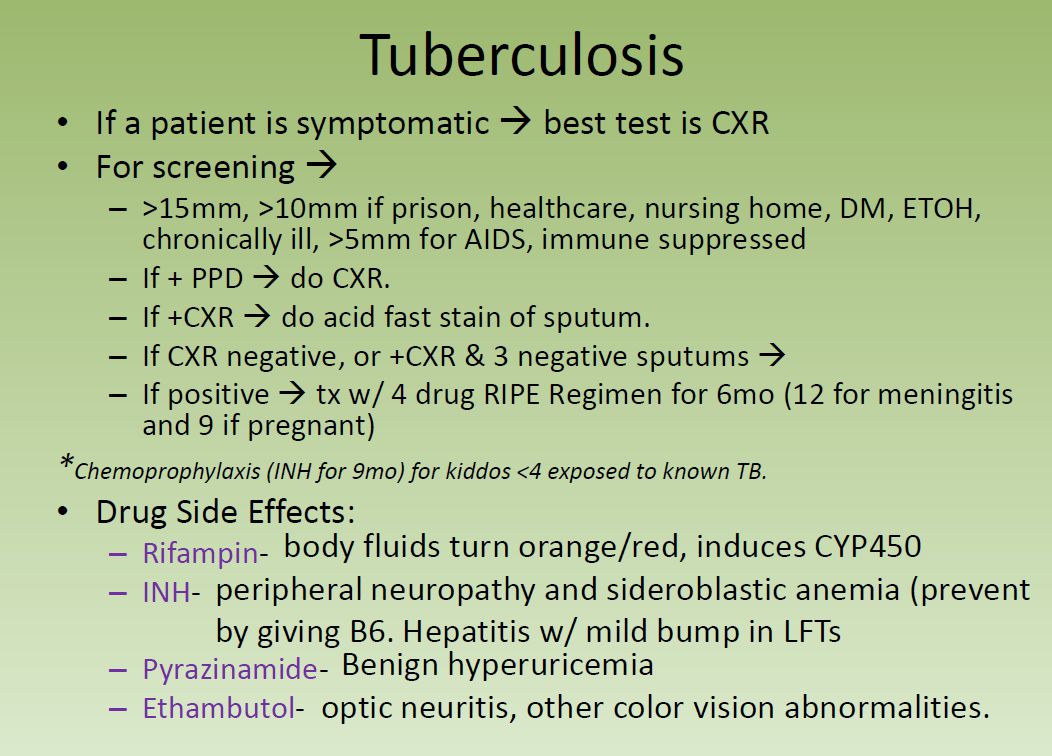 Tuberculosis
• If a patient is symptomatic → best test is CXR
• For screening →
– >15mm, >10mm if prison, healthcare, nursing home, DM, ETOH,
chronically ill, >5mm for AIDS, immune suppressed
– If + PPD → do CXR.
– If +CXR → do acid fast stain of sputum.
– If CXR negative, or +CXR & 3 negative sputums →
– If positive → tx w/ 4 drug RIPE Regimen for 6mo (12 for meningitis
and 9 if pregnant)
*Chemoprophylaxis (INH for 9mo) for kiddos <4 exposed to known TB.
• Drug Side Effects:
– Rifampin- body fluids turn orange/red, induces CYP450
– INH- peripheral neuropathy and sideroblastic anemia (prevent
by giving B6. Hepatitis w/ mild bump in LFTs
– Pyrazinamide- Benign hyperuricemia
– Ethambutol- optic neuritis, other color vision abnormalities.